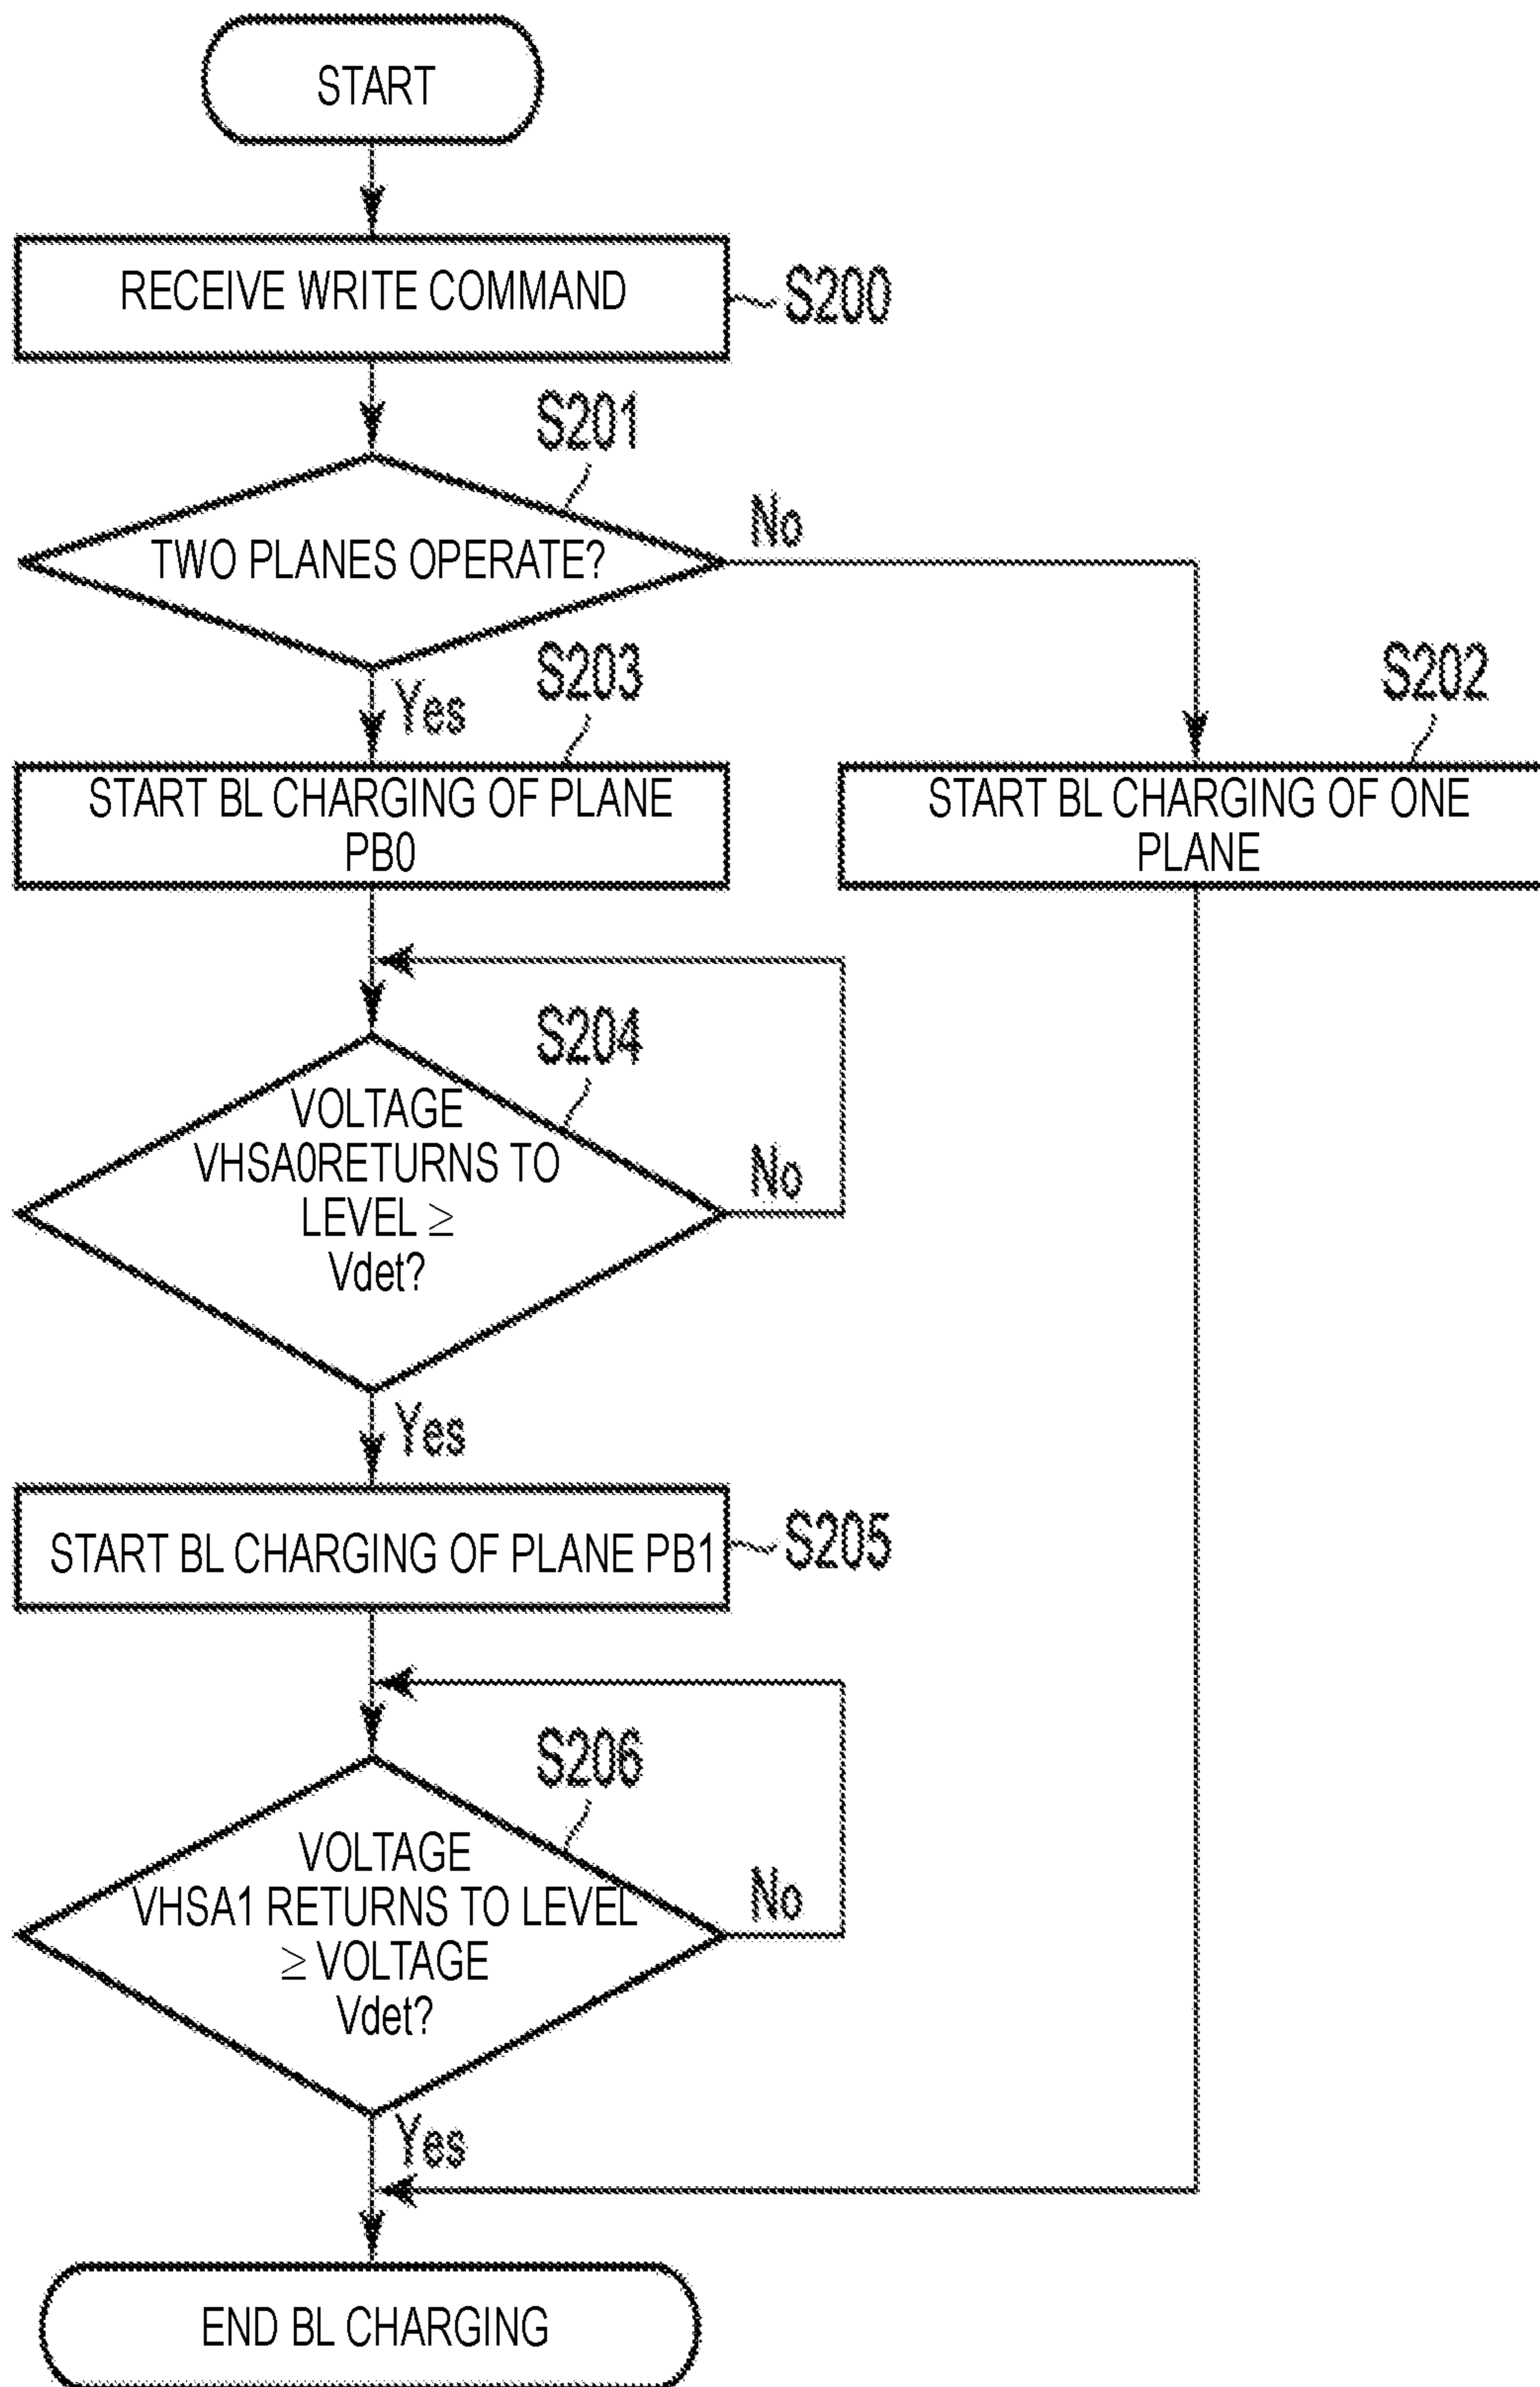 START
RECEIVE WRITE COMMAND
S200
S201
TWO PLANES OPERATE?
No
Yes
S203
S202
START BL CHARGING OF PLANE
PB0
START BL CHARGING OF ONE
PLANE
S204
VOLTAGE
VHSA0RETURNS TO
LEVEL ≥
Vdet?
No
Yes
START BL CHARGING OF PLANE PB1
S205
S206
VOLTAGE
VHSA1 RETURNS TO LEVEL
≥ VOLTAGE
Vdet?
No
Yes
END BL CHARGING